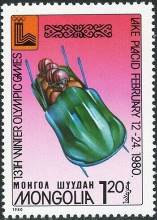 13TH WINTER OLYMPIC GAMES
LAKE PLACID FEBRUARY 12-24. 1980.
1.20
МОНГОЛ ШУУДАН
MONGOLIA
1980